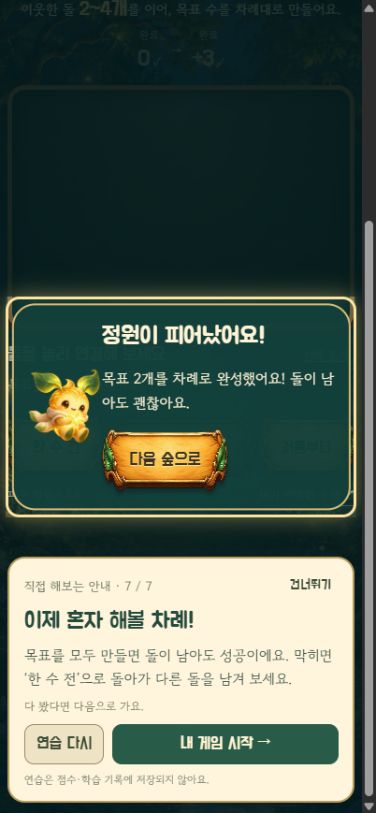 이웃한 돌 2~4개를 이어, 목표 수를 차례대로 만들어요.
완료 완료
0✓ +3✓
정원이 피어났어요!
목표 2개를 차례로 완성했어요! 돌이 남
아도 괜찮아요.
다음 숲으로
직접 해보는 안내 · 7 / 7
건너뛰기
이제 혼자 해볼 차례!
목표를 모두 만들면 돌이 남아도 성공이에요. 막히면
‘한 수 전’으로 돌아가 다른 돌을 남겨 보세요.
다 봤다면 다음으로 가요.
연습 다시
내 게임 시작 →
연습은 점수·학습 기록에 저장되지 않아요.